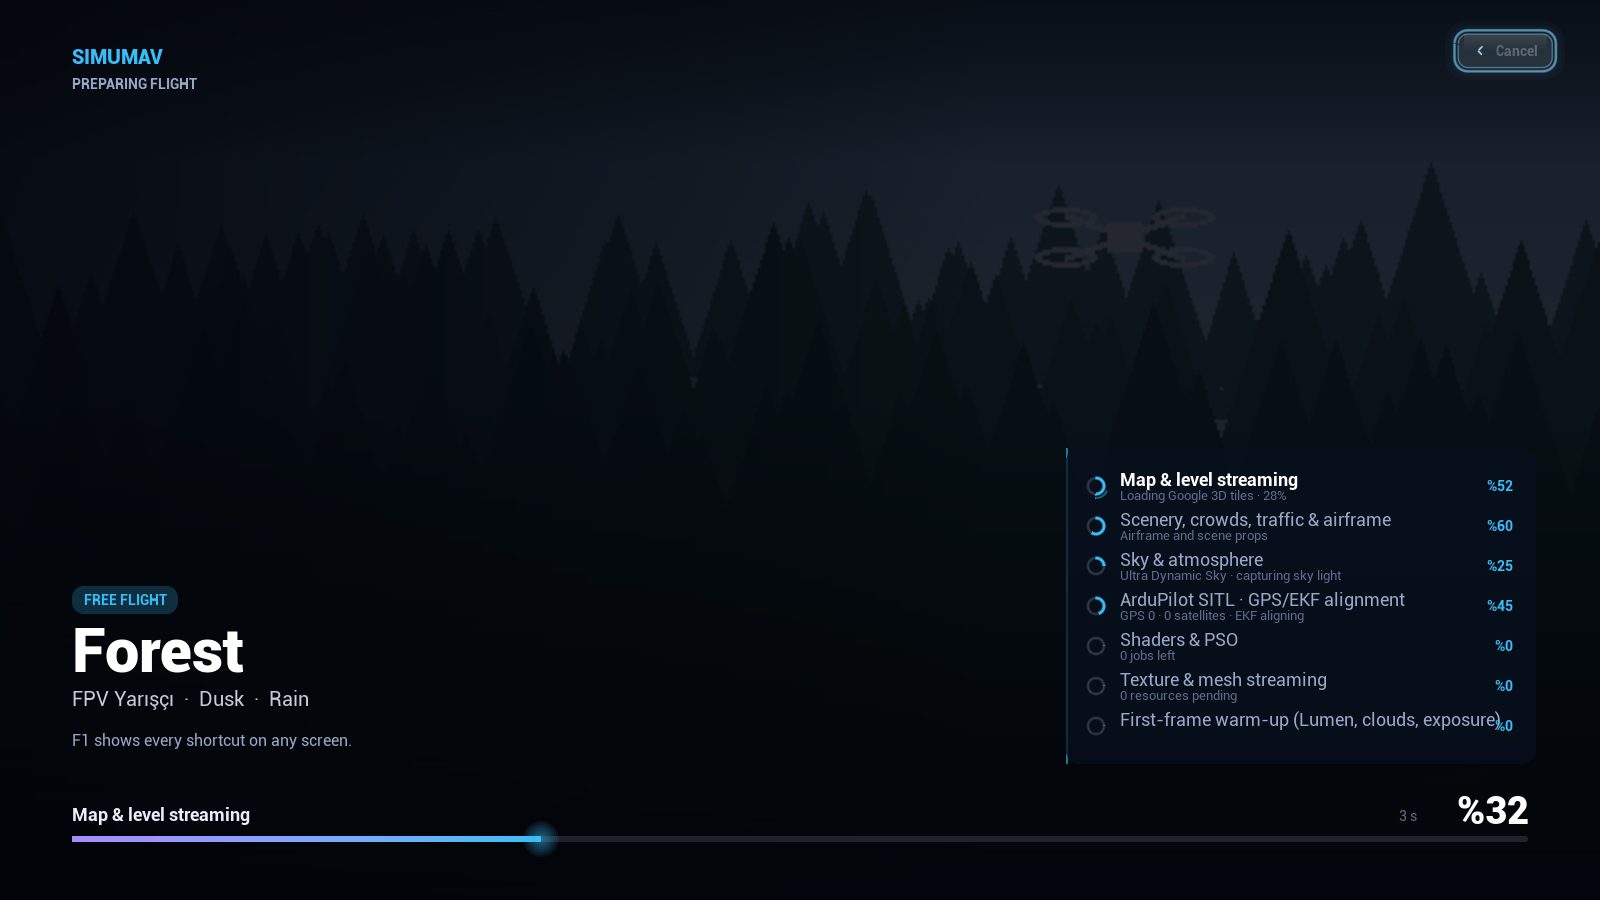 SIMUMAV
PREPARING FLIGHT
Cancel
Map & level streaming
Loading Google 3D tiles · 28%
%52
Scenery, crowds, traffic & airframe
Airframe and scene props
%60
Sky & atmosphere
Ultra Dynamic Sky · capturing sky light
%25
ArduPilot SITL · GPS/EKF alignment
GPS 0 · 0 satellites · EKF aligning
%45
Shaders & PSO
0 jobs left
%0
Texture & mesh streaming
0 resources pending
%0
First-frame warm-up (Lumen, clouds, exposure)
%0
FREE FLIGHT
Forest
FPV Yarışçı · Dusk · Rain
F1 shows every shortcut on any screen.
Map & level streaming
3 s
%32